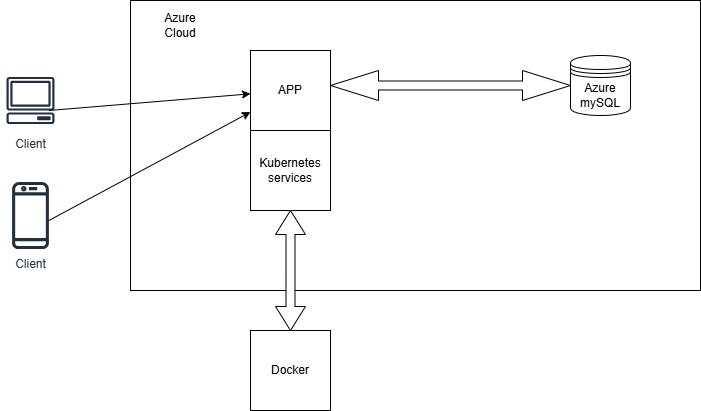 Azure
Cloud
APP
Azure
mySQL
Client
Kubernetes
services
Client
Docker